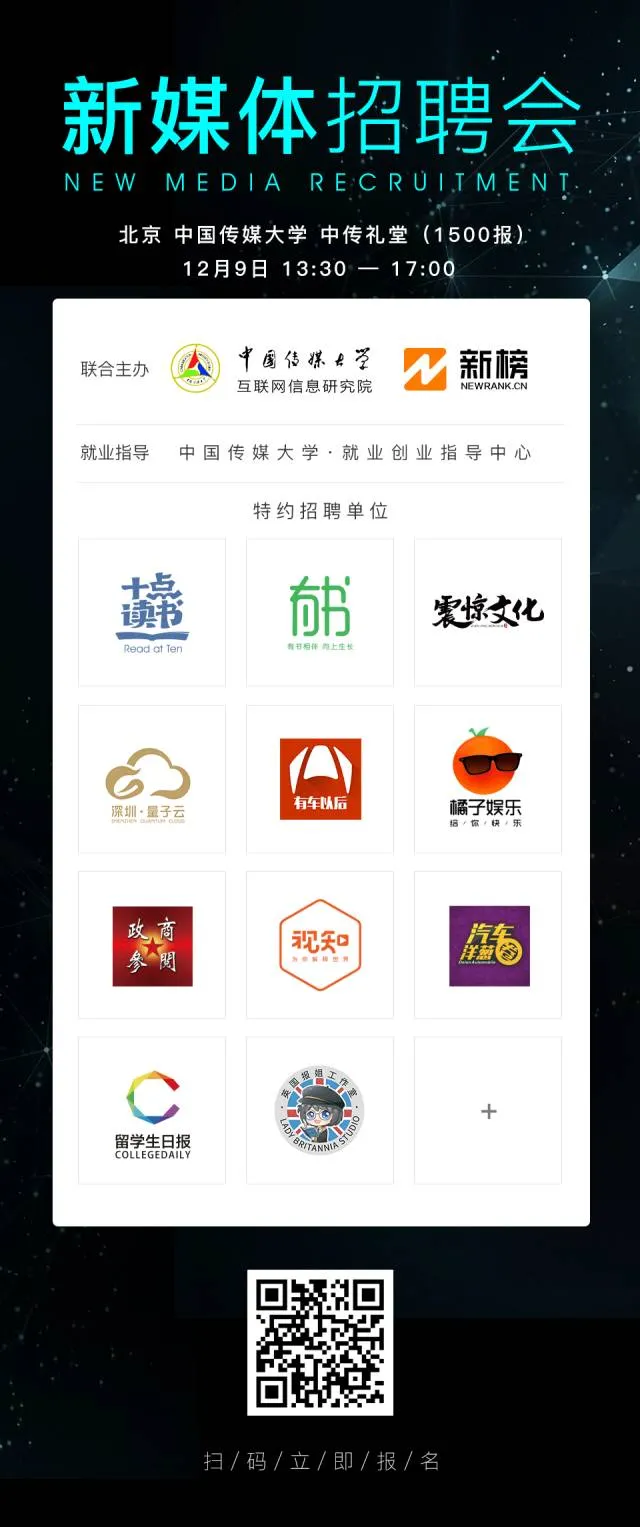 新媒体招聘会
NEW MEDIA RECRUITMENT
北京 中国传媒大学 中传礼堂（1500报）
12月9日 13:30 — 17:00
联合主办
中国传媒大学
互联网信息研究院
新榜
NEWRANK.CN
就业指导 中国传媒大学·就业创业指导中心
特约招聘单位
十点
读书
Read at Ten
有书
有书相伴 向上生长
震惊文化
深圳·量子云
SHENZHEN QUANTUM CLOUD
有车以后
橘子娱乐
给/你/快/乐
政商
參閱
视知
为你解释世界
汽车
洋葱圈
留学生日报
COLLEGEDAILY
英国报姐工作室
LADY BRITANNIA STUDIO
+
扫/码/立/即/报/名